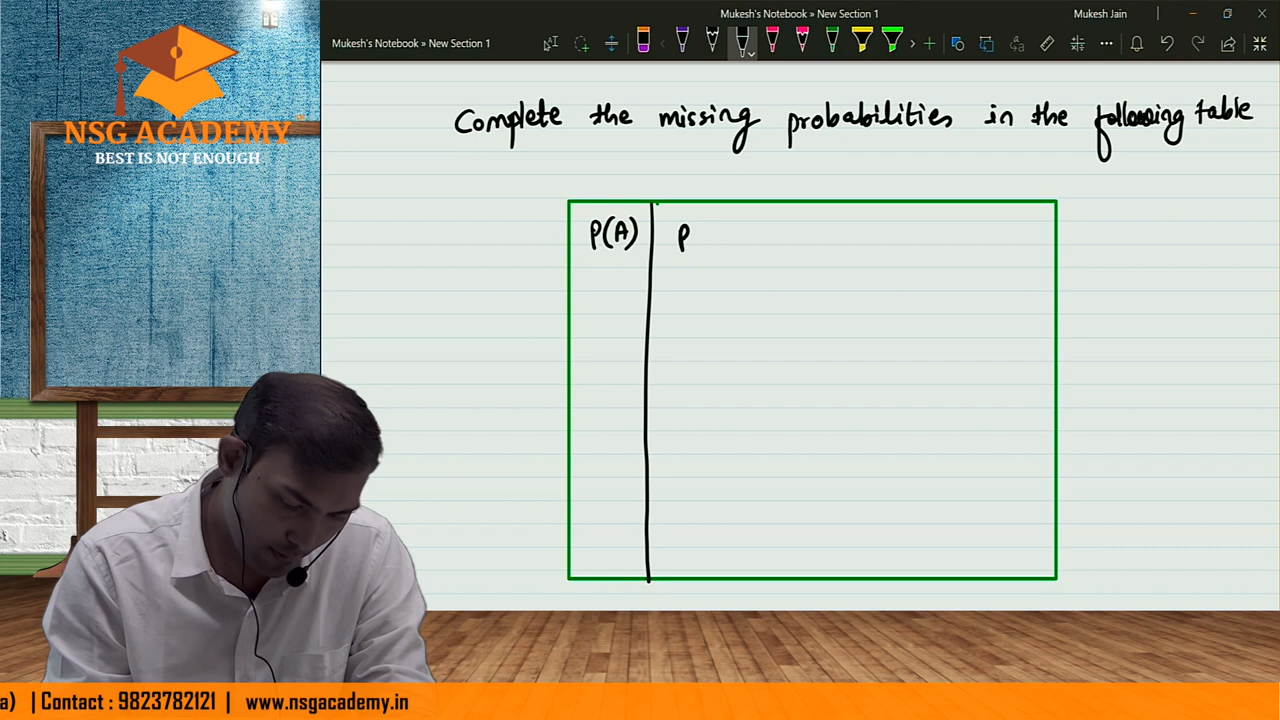 Mukesh's Notebook » New Section 1
Mukesh Jain
Mukesh's Notebook » New Section 1
NSG ACADEMY
BEST IS NOT ENOUGH
Complete the missing probabilities in the following table
P(A) P
a) | Contact : 9823782121 | www.nsgacademy.in